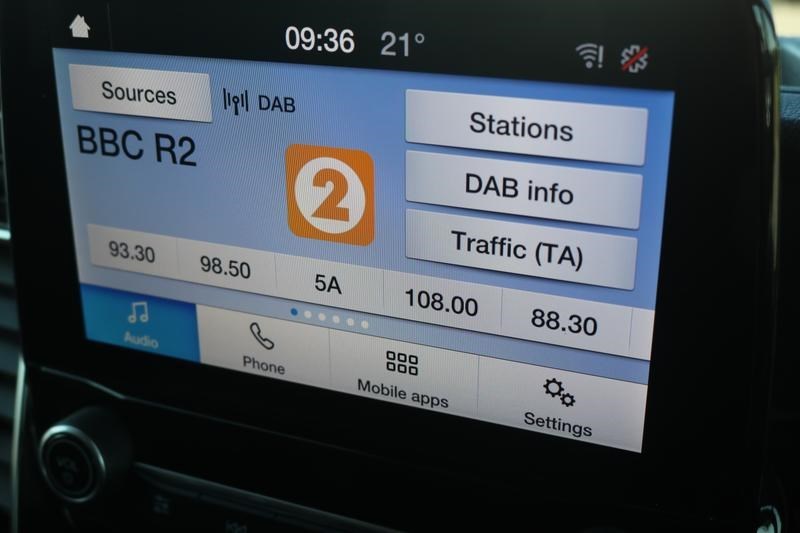 09:36 21°
Sources
DAB
BBC R2
2
Stations
DAB info
Traffic (TA)
93.30 98.50 5A 108.00 88.30
Audio
Phone
Mobile apps
Settings
VOL